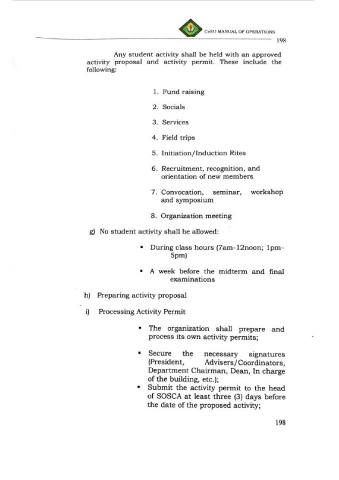 CvSU MANUAL OF OPERATIONS
198
Any student activity shall be held with an approved
activity proposal and activity permit. These include the
following:
1. Fund raising
2. Socials
3. Services
4. Field trips
5. Initiation/Induction Rites
6. Recruitment, recognition, and
orientation of new members
7. Convocation, seminar, workshop
and symposium
8. Organization meeting
g) No student activity shall be allowed:
▪ During class hours (7am-12noon; 1pm-
5pm)
▪ A week before the midterm and final
examinations
h) Preparing activity proposal
i) Processing Activity Permit
▪ The organization shall prepare and
process its own activity permits;
▪ Secure the necessary signatures
(President, Advisers/Coordinators,
Department Chairman, Dean, In charge
of the building, etc.);
▪ Submit the activity permit to the head
of SOSCA at least three (3) days before
the date of the proposed activity;
198